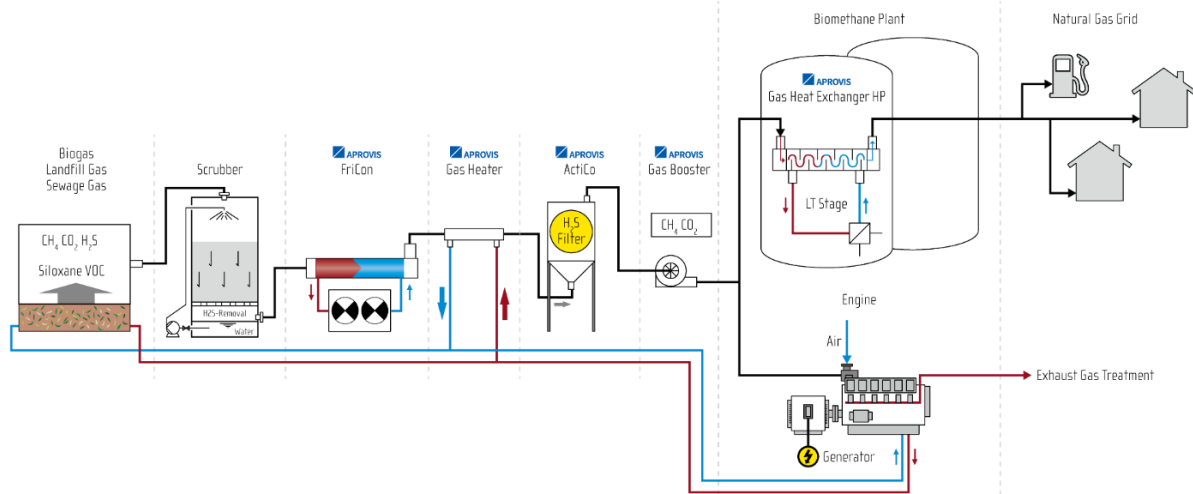 Biogas
Landfill Gas
Sewage Gas
CH4 CO2 H2S
Siloxane VOC
Scrubber
H2S-Removal
Water
APROVIS
FriCon
APROVIS
Gas Heater
APROVIS
ActiCo
H2S
Filter
APROVIS
Gas Booster
CH4 CO2
Biomethane Plant
APROVIS
Gas Heat Exchanger HP
LT Stage
Engine
Air
Generator
Exhaust Gas Treatment
Natural Gas Grid